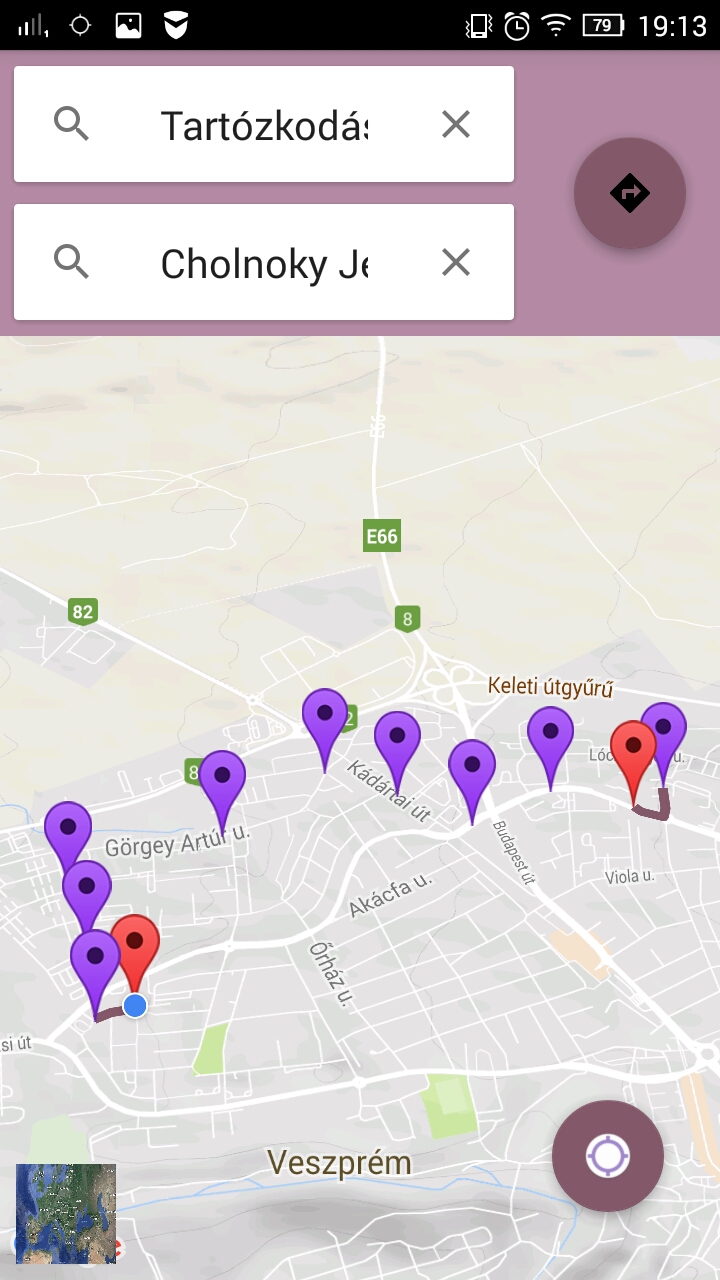 79 19:13
Tartózkodás
Cholnoky Je
E66
E66
82
8
Keleti útgyűrű
2
Lóc
u.
8
Kádártai út
Görgey Artúr u.
Budapest út
Viola u.
Akácfa u.
Őrház u.
si út
Veszprém
e